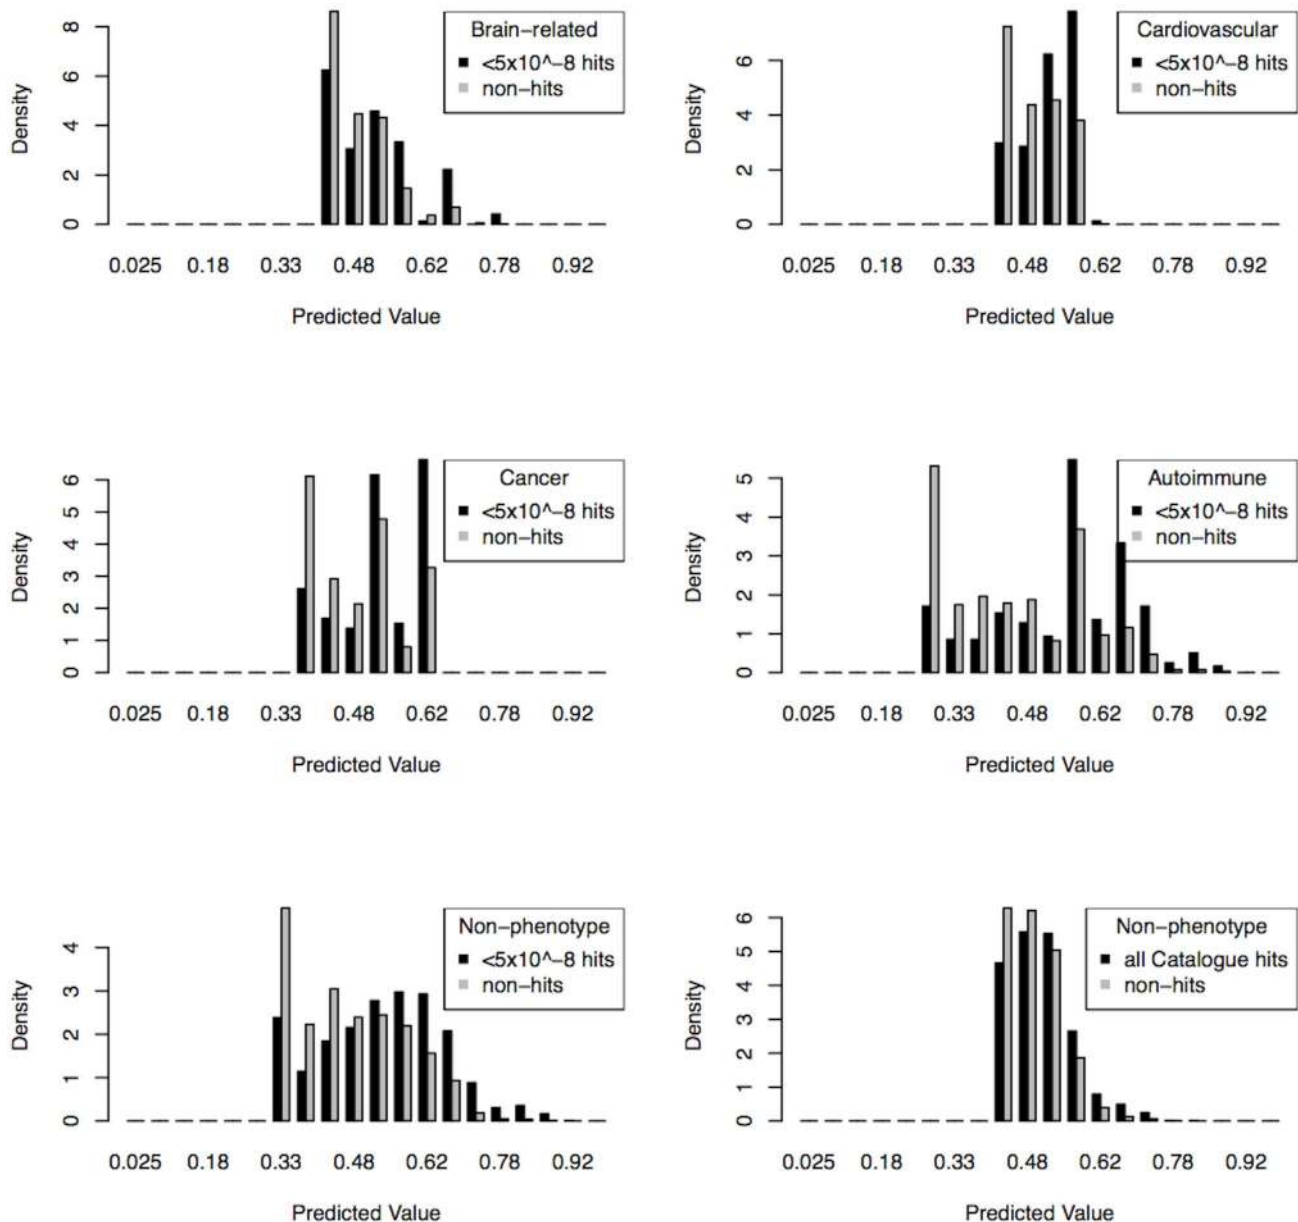 Brain−related
<5x10^−8 hits
non−hits
Density
0 2 4 6 8
0.025 0.18 0.33 0.48 0.62 0.78 0.92
Predicted Value
Cardiovascular
<5x10^−8 hits
non−hits
Density
0 2 4 6
0.025 0.18 0.33 0.48 0.62 0.78 0.92
Predicted Value
Cancer
<5x10^−8 hits
non−hits
Density
0 1 2 3 4 5 6
0.025 0.18 0.33 0.48 0.62 0.78 0.92
Predicted Value
Autoimmune
<5x10^−8 hits
non−hits
Density
0 1 2 3 4 5
0.025 0.18 0.33 0.48 0.62 0.78 0.92
Predicted Value
Non−phenotype
<5x10^−8 hits
non−hits
Density
0 1 2 3 4
0.025 0.18 0.33 0.48 0.62 0.78 0.92
Predicted Value
Non−phenotype
all Catalogue hits
non−hits
Density
0 1 2 3 4 5 6
0.025 0.18 0.33 0.48 0.62 0.78 0.92
Predicted Value